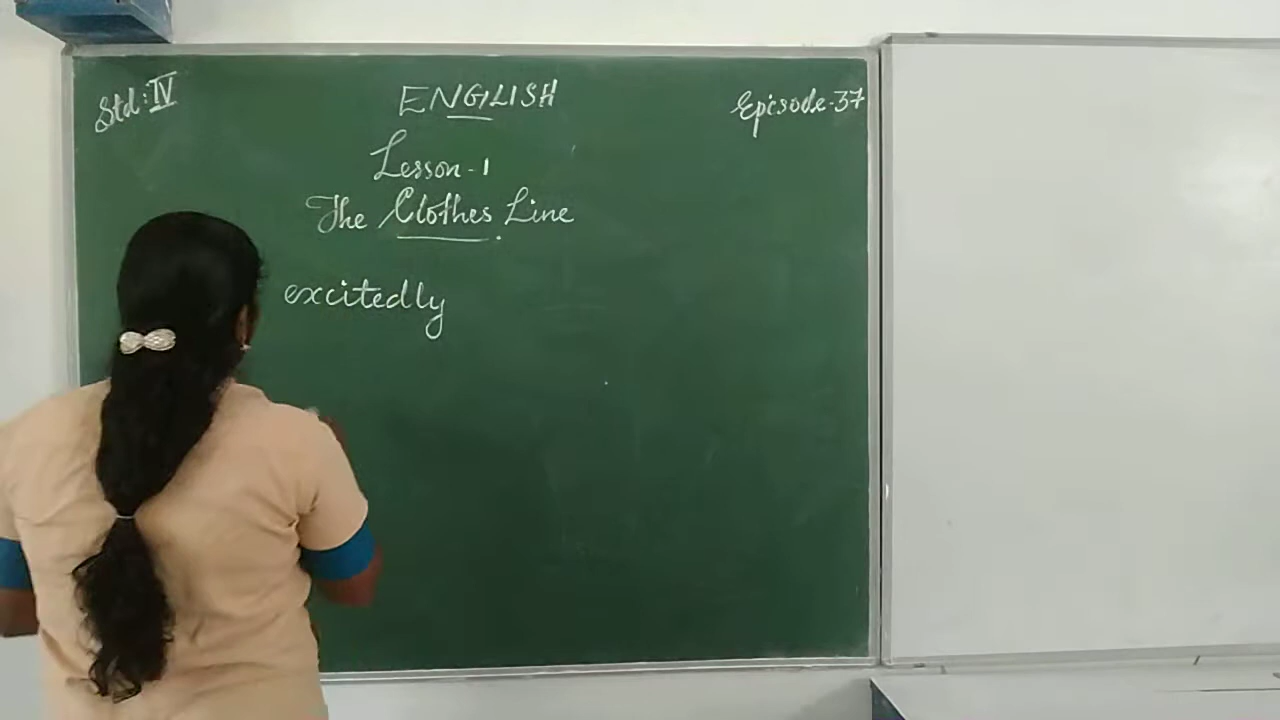 Std: IV
ENGLISH
Episode-37
Lesson-1
The Clothes Line.
excitedly